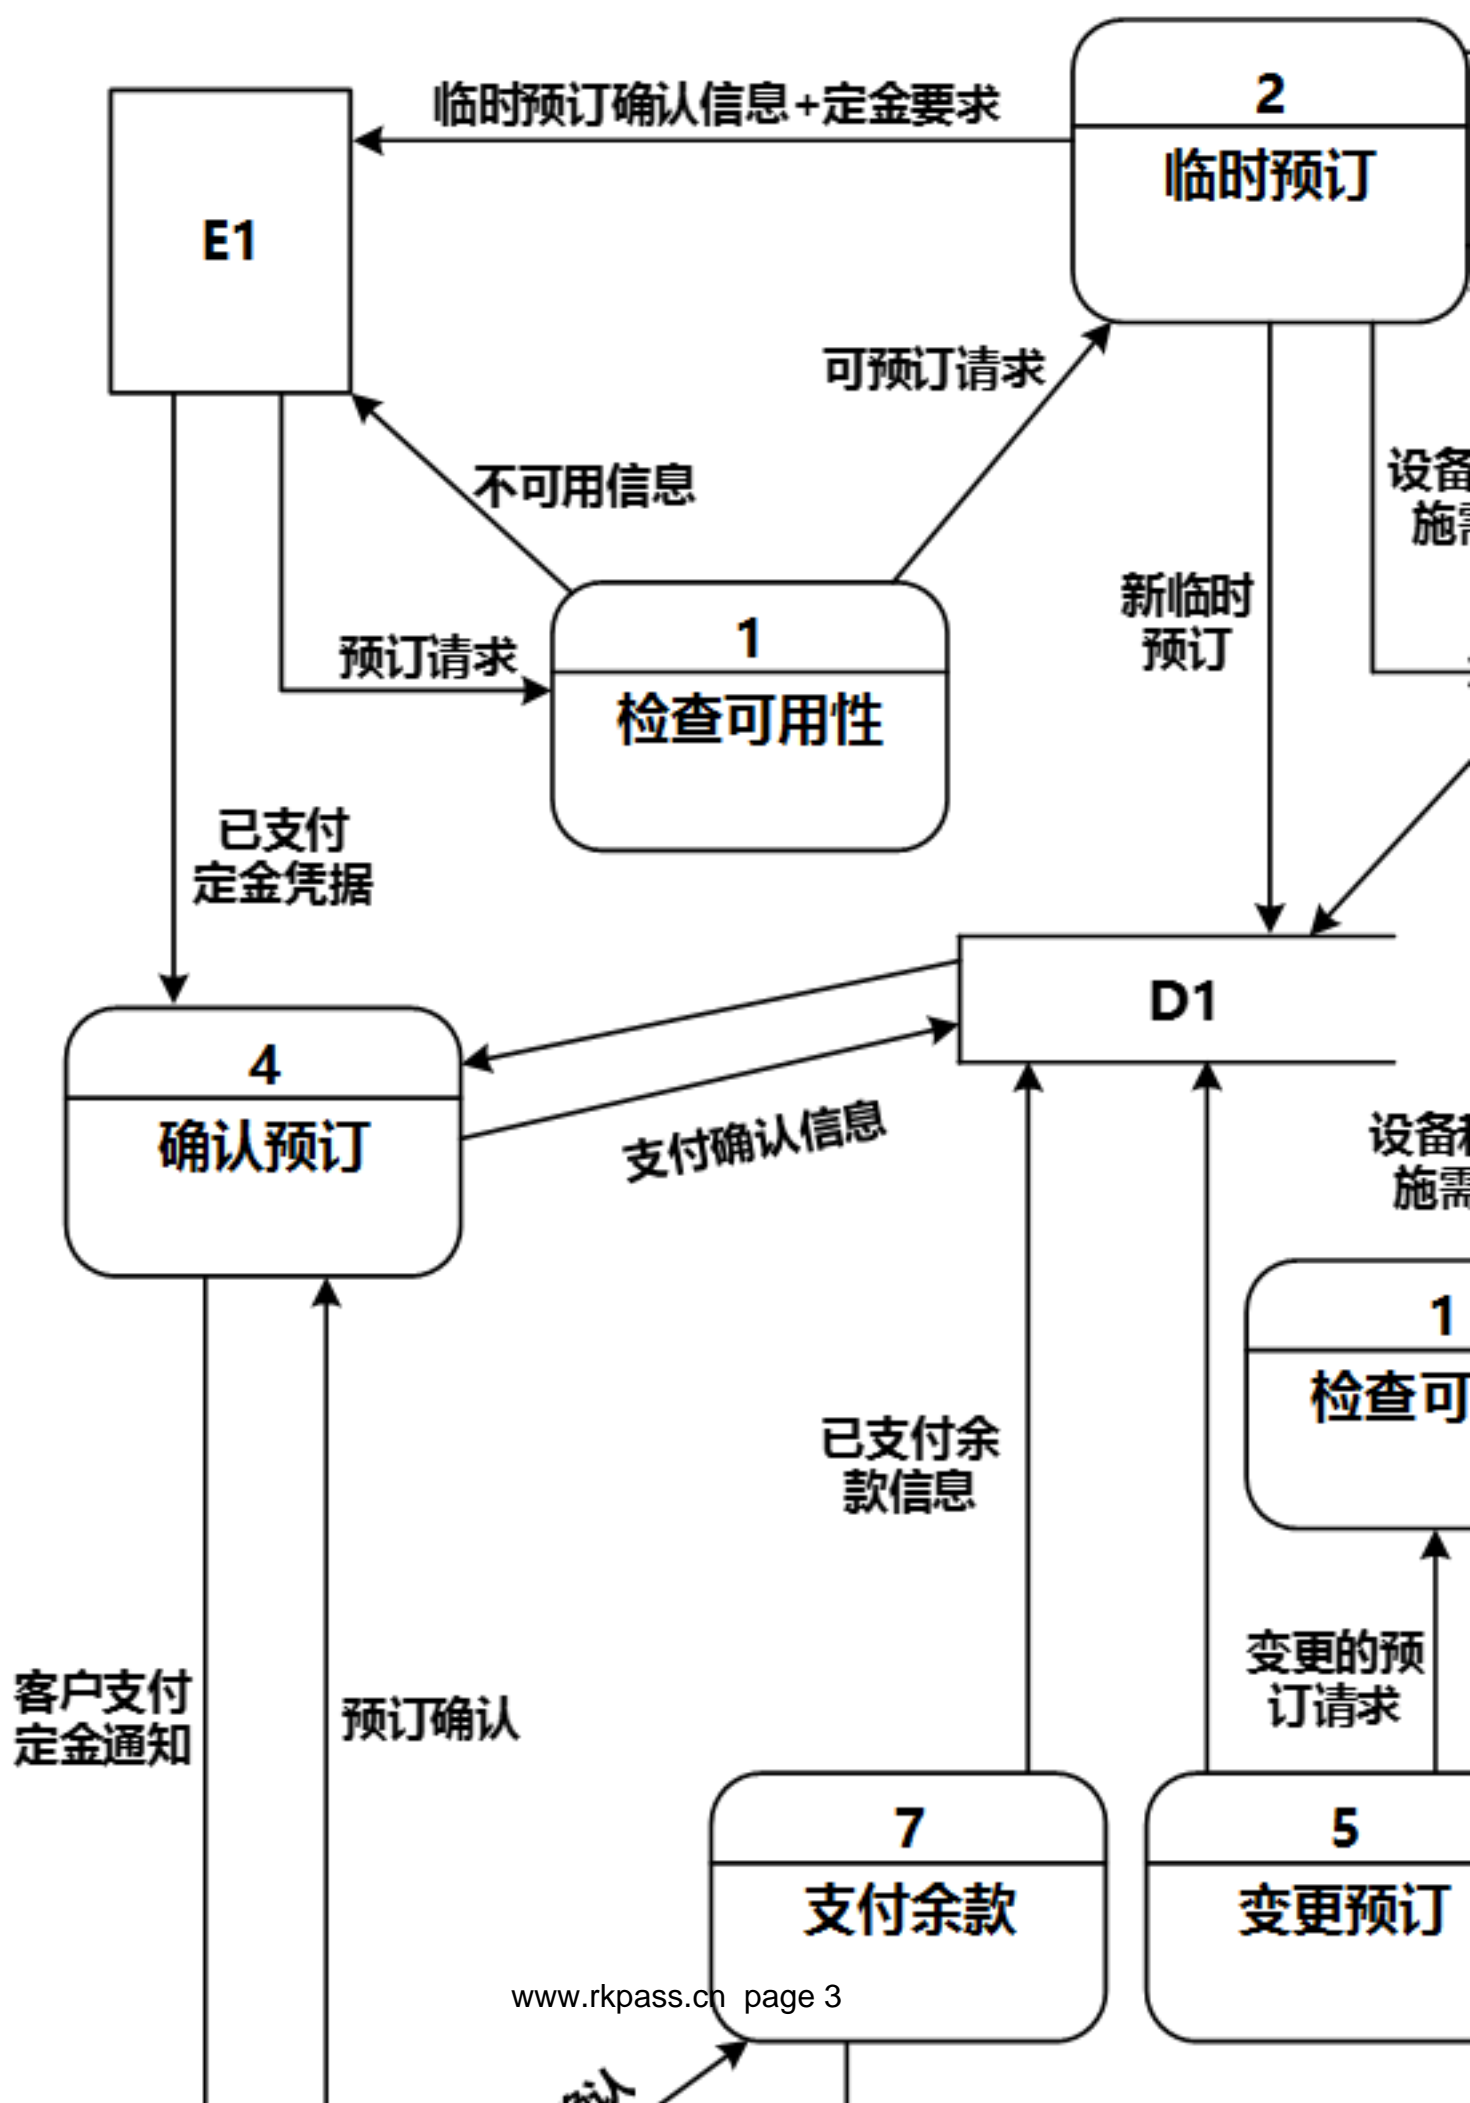 2
临时预订确认信息+定金要求
临时预订
E1
可预订请求
不可用信息
设备
新临时
预订
1
预订请求
检查可用性
已支付
定金凭据
D1
4
确认预订
支付确认信息
设备
施需
1
检查可
已支付余
款信息
变更的预
订请求
客户支付
定金通知
预订确认
7
5
支付余款
变更预订
www.rkpass.cn page 3